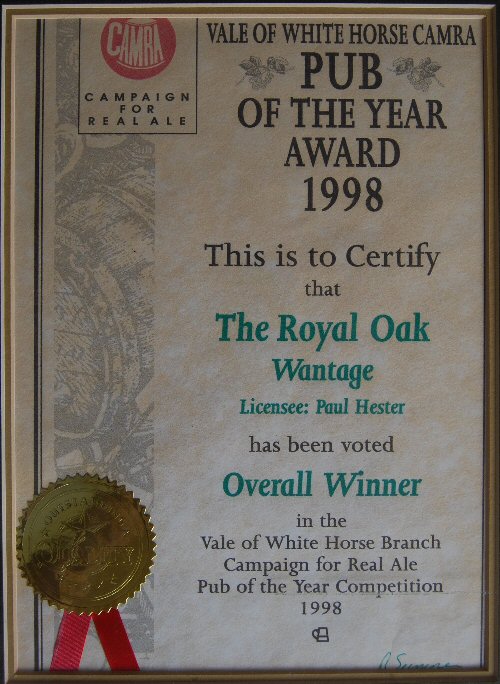 CAMRA
CAMPAIGN
FOR
REAL ALE
VALE OF WHITE HORSE CAMRA
PUB
OF THE YEAR
AWARD
1998
This is to Certify
that
The Royal Oak
Wantage
Licensee: Paul Hester
has been voted
Overall Winner
in the
Vale of White Horse Branch
Campaign for Real Ale
Pub of the Year Competition
1998
QUALITY